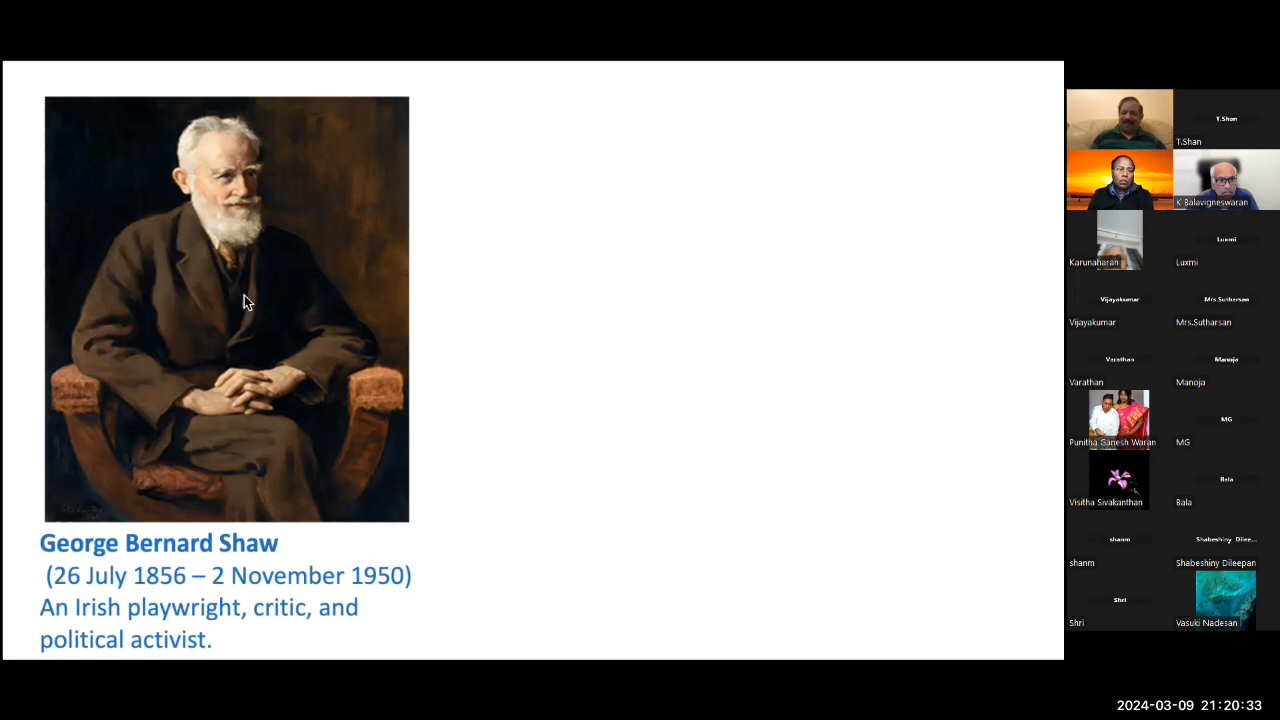 George Bernard Shaw
(26 July 1856 – 2 November 1950)
An Irish playwright, critic, and
political activist.
T.Shan
T.Shan
K Balavigneswaran
Luxmi
Karunaharan
Luxmi
Vijayakumar
Mrs.Sutharsan
Vijayakumar
Mrs.Sutharsan
Varathan
Manoja
Varathan
Manoja
MG
Punitha Ganesh Waran
MG
Bala
Visitha Sivakanthan
Bala
shanm
Shabeshiny Dilee...
shanm
Shabeshiny Dileepan
Shri
Shri
Vasuki Nadesan
2024-03-09 21:20:33